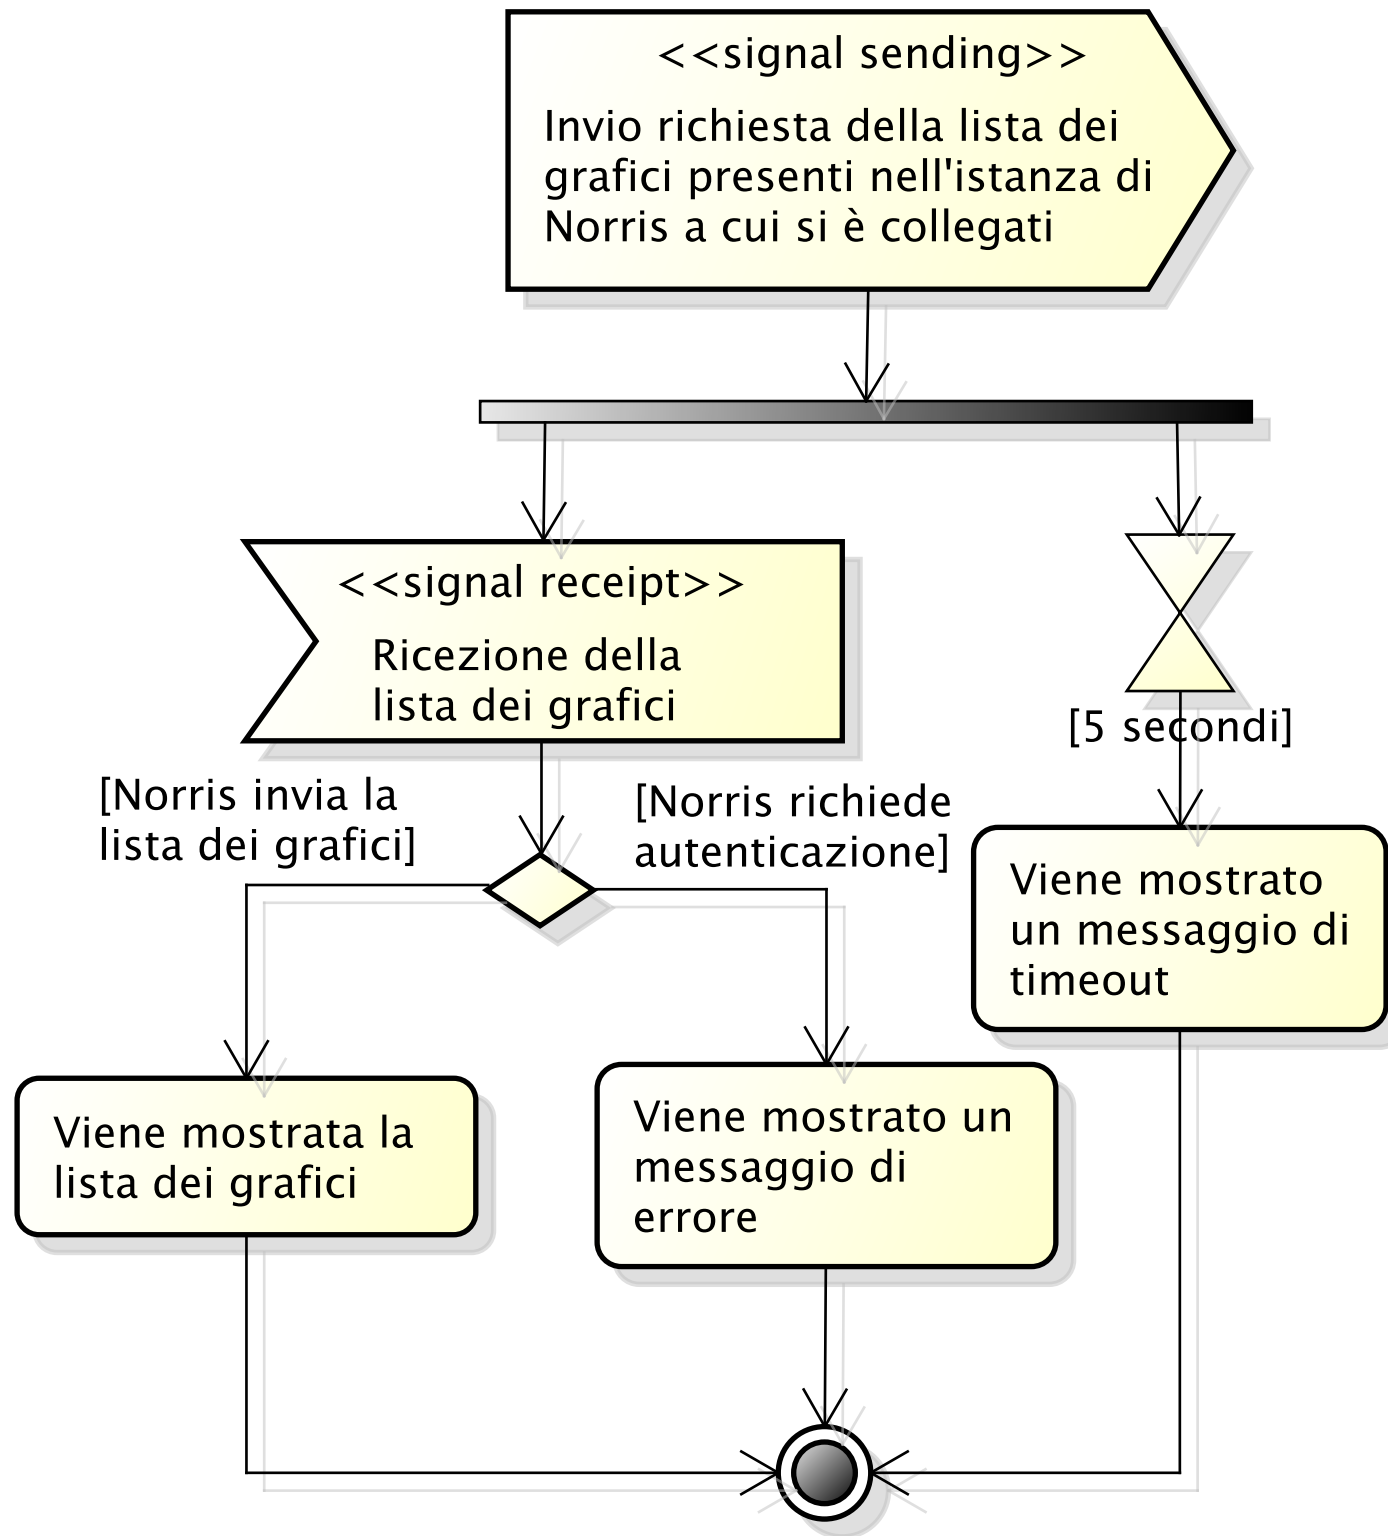 <<signal sending>>
Invio richiesta della lista dei
grafici presenti nell'istanza di
Norris a cui si è collegati
<<signal receipt>>
Ricezione della
lista dei grafici
[5 secondi]
[Norris invia la
lista dei grafici]
[Norris richiede
autenticazione]
Viene mostrato
un messaggio di
timeout
Viene mostrata la
lista dei grafici
Viene mostrato un
messaggio di
errore